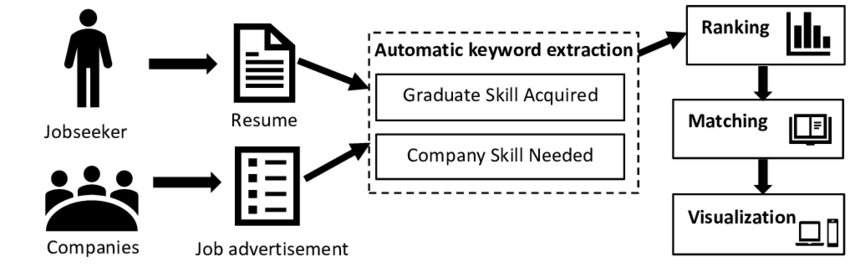 Jobseeker
Resume
Companies
Job advertisement
Automatic keyword extraction
Graduate Skill Acquired
Company Skill Needed
Ranking
Matching
Visualization